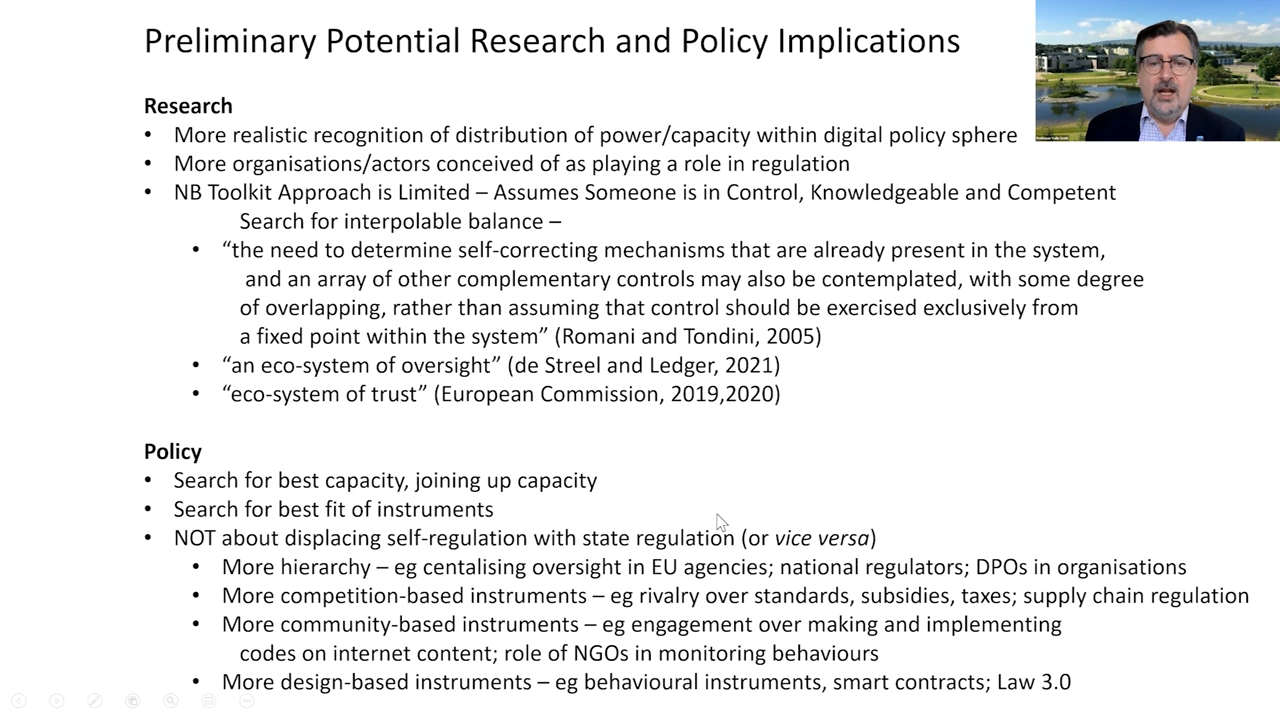 Preliminary Potential Research and Policy Implications
Research
• More realistic recognition of distribution of power/capacity within digital policy sphere
• More organisations/actors conceived of as playing a role in regulation
• NB Toolkit Approach is Limited – Assumes Someone is in Control, Knowledgeable and Competent
Search for interpolable balance –
• “the need to determine self-correcting mechanisms that are already present in the system,
and an array of other complementary controls may also be contemplated, with some degree
of overlapping, rather than assuming that control should be exercised exclusively from
a fixed point within the system” (Romani and Tondini, 2005)
• “an eco-system of oversight” (de Streel and Ledger, 2021)
• “eco-system of trust” (European Commission, 2019,2020)
Policy
• Search for best capacity, joining up capacity
• Search for best fit of instruments
• NOT about displacing self-regulation with state regulation (or vice versa)
• More hierarchy – eg centalising oversight in EU agencies; national regulators; DPOs in organisations
• More competition-based instruments – eg rivalry over standards, subsidies, taxes; supply chain regulation
• More community-based instruments – eg engagement over making and implementing
codes on internet content; role of NGOs in monitoring behaviours
• More design-based instruments – eg behavioural instruments, smart contracts; Law 3.0